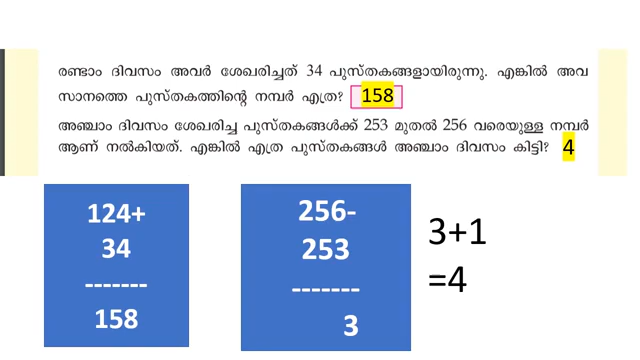 രണ്ടാം ദിവസം അവർ ശേഖരിച്ചത് 34 പുസ്തകങ്ങളായിരുന്നു. എങ്കിൽ അവ
സാനത്തെ പുസ്തകത്തിന്റെ നമ്പർ എത്ര? 158
അഞ്ചാം ദിവസം ശേഖരിച്ച പുസ്തകങ്ങൾക്ക് 253 മുതൽ 256 വരെയുള്ള നമ്പർ
ആണ് നൽകിയത്. എങ്കിൽ എത്ര പുസ്തകങ്ങൾ അഞ്ചാം ദിവസം കിട്ടി? 4
124+
34
-------
158
256-
253
-------
3
3+1
=4